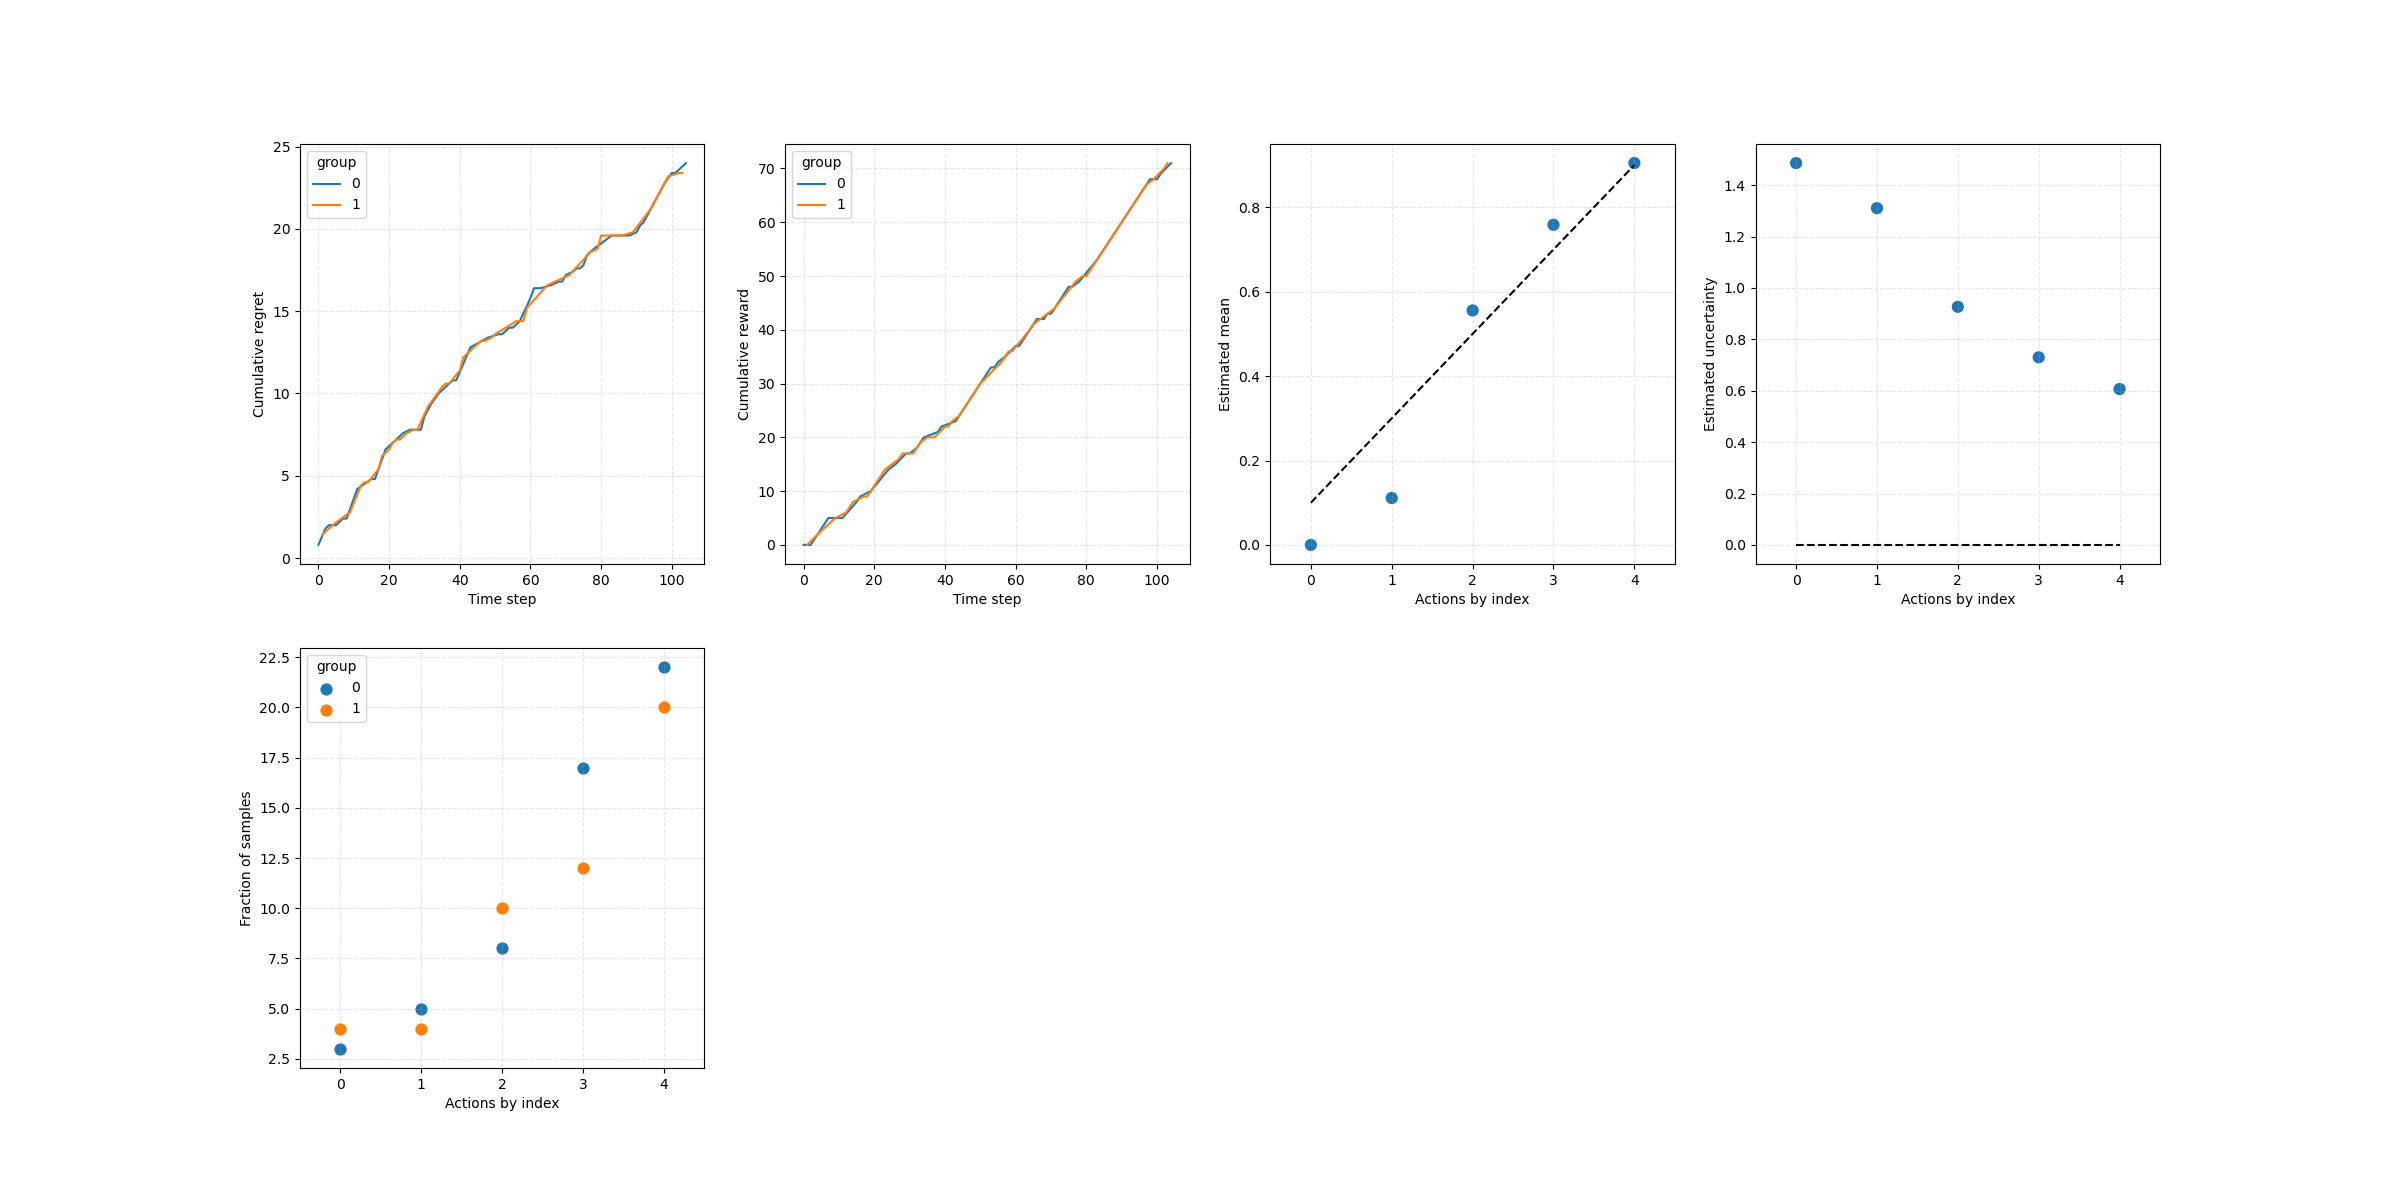 group
0
1
25
20
15
10
5
0
Cumulative regret
0 20 40 60 80 100
Time step
group
0
1
70
60
50
40
30
20
10
0
Cumulative reward
0 20 40 60 80 100
Time step
0.8
0.6
0.4
0.2
0.0
Estimated mean
0 1 2 3 4
Actions by index
1.4
1.2
1.0
0.8
0.6
0.4
0.2
0.0
Estimated uncertainty
0 1 2 3 4
Actions by index
group
0
1
22.5
20.0
17.5
15.0
12.5
10.0
7.5
5.0
2.5
Fraction of samples
0 1 2 3 4
Actions by index